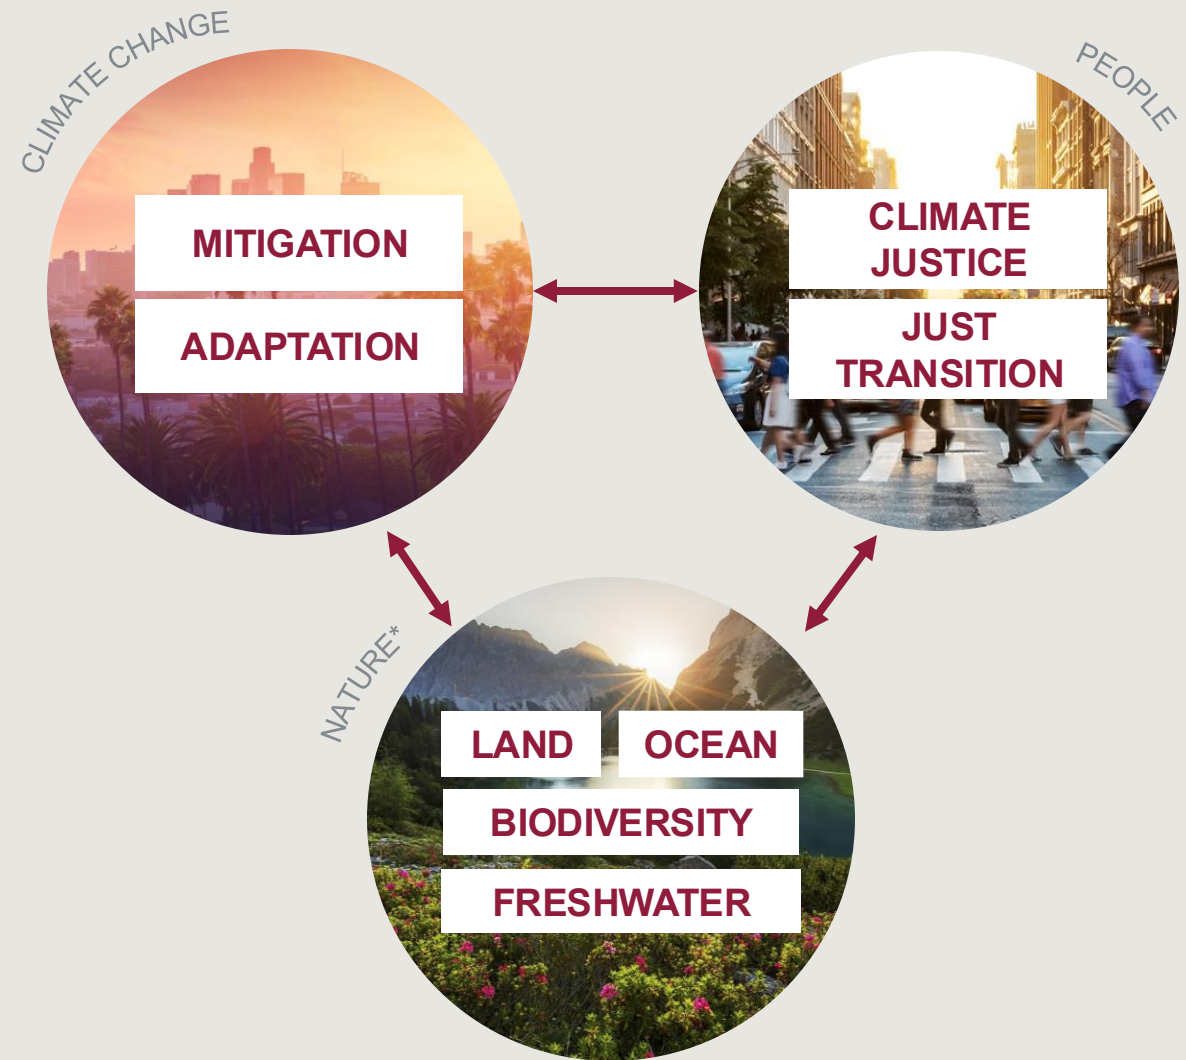 CLIMATE CHANGE
MITIGATION
ADAPTATION
PEOPLE
CLIMATE
JUSTICE
JUST
TRANSITION
NATURE*
LAND
OCEAN
BIODIVERSITY
FRESHWATER